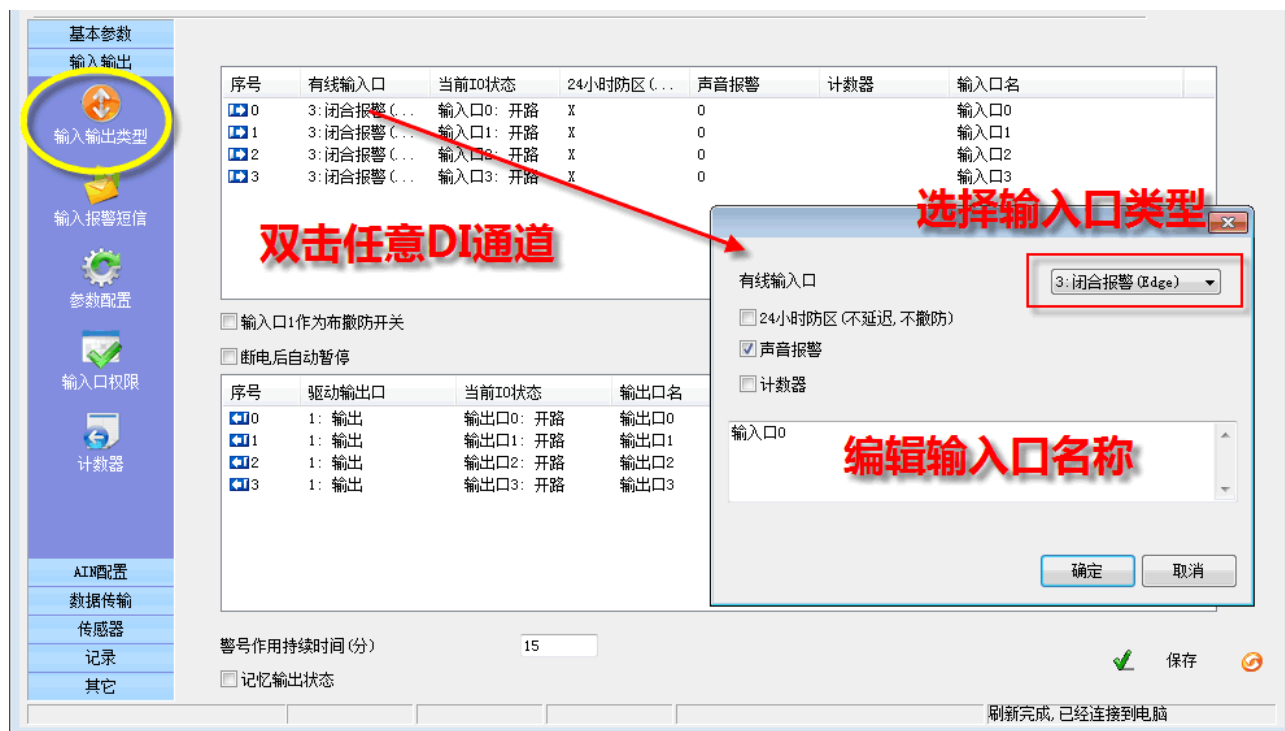 基本参数
输入输出
输入输出类型
输入报警短信
参数配置
输入口权限
计数器
AIN配置
数据传输
传感器
记录
其它
序号 有线输入口 当前IO状态 24小时防区(... 声音报警 计数器 输入口名
0 3:闭合报警(... 输入口0: 开路 X 0 输入口0
1 3:闭合报警(... 输入口1: 开路 X 0 输入口1
2 3:闭合报警(... 输入口2: 开路 X 0 输入口2
3 3:闭合报警(... 输入口3: 开路 X 0 输入口3
双击任意DI通道
选择输入口类型
有线输入口 3:闭合报警(Edge)
24小时防区(不延迟,不撤防)
声音报警
计数器
输入口0
编辑输入口名称
确定 取消
输入口1作为布撤防开关
断电后自动暂停
序号 驱动输出口 当前IO状态 输出口名
0 1: 输出 输出口0: 开路 输出口0
1 1: 输出 输出口1: 开路 输出口1
2 1: 输出 输出口2: 开路 输出口2
3 1: 输出 输出口3: 开路 输出口3
警号作用持续时间(分) 15
记忆输出状态
保存
刷新完成,已经连接到电脑